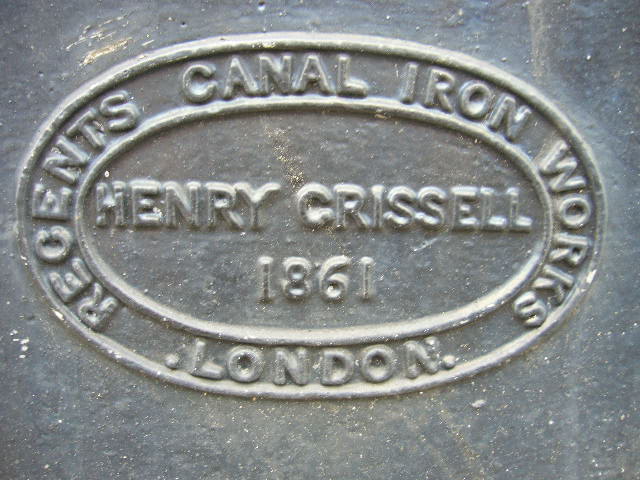 REGENTS CANAL IRON WORKS
HENRY GRISSELL
1861
.LONDON.